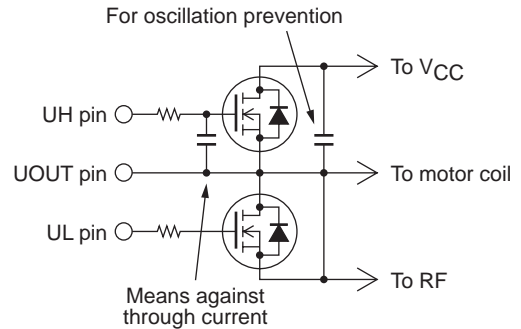 For oscillation prevention
To VCC
UH pin
UOUT pin
To motor coil
UL pin
To RF
Means against
through current